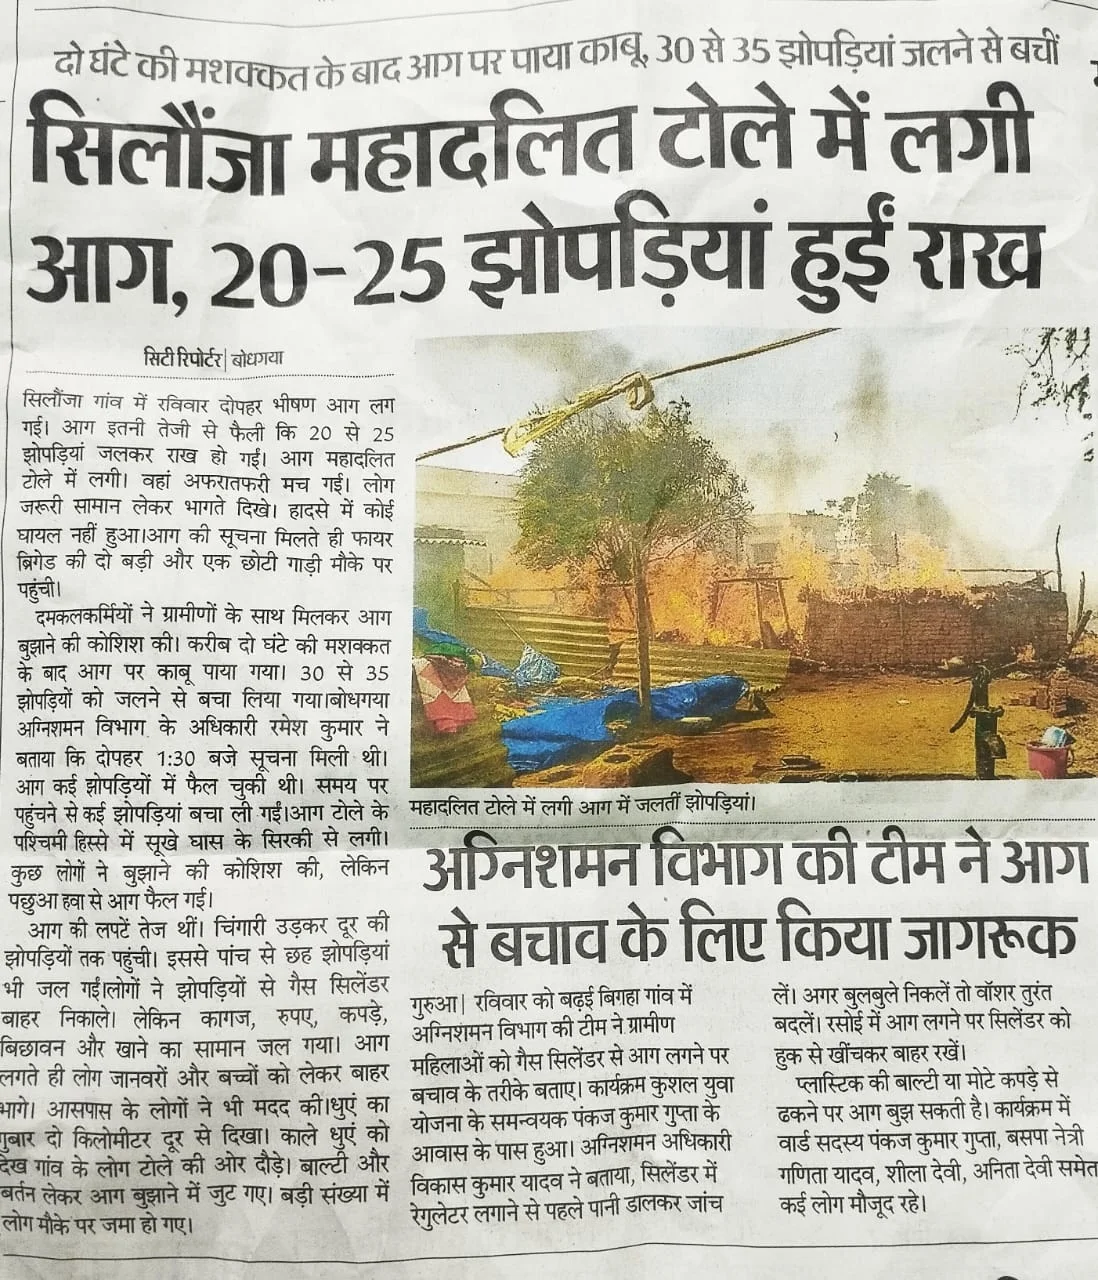 दो घंटे की मशक्कत के बाद आग पर पाया काबू, 30 से 35 झोपड़ियां जलने से बचीं
सिलौंजा महादलित टोले में लगी
आग, 20-25 झोपड़ियां हुईं राख
सिटी रिपोर्टर| बोधगया
सिलौंजा गांव में रविवार दोपहर भीषण आग लग
गई। आग इतनी तेजी से फैली कि 20 से 25
झोपड़ियां जलकर राख हो गईं। आग महादलित
टोले में लगी। वहां अफरातफरी मच गई। लोग
जरूरी सामान लेकर भागते दिखे। हादसे में कोई
घायल नहीं हुआ।आग की सूचना मिलते ही फायर
ब्रिगेड की दो बड़ी और एक छोटी गाड़ी मौके पर
पहुंची।
दमकलकर्मियों ने ग्रामीणों के साथ मिलकर आग
बुझाने की कोशिश की। करीब दो घंटे की मशक्कत
के बाद आग पर काबू पाया गया। 30 से 35
झोपड़ियों को जलने से बचा लिया गया।बोधगया
अग्निशमन विभाग के अधिकारी रमेश कुमार ने
बताया कि दोपहर 1:30 बजे सूचना मिली थी।
आग कई झोपड़ियों में फैल चुकी थी। समय पर
पहुंचने से कई झोपड़ियां बचा ली गईं।आग टोले के
पश्चिमी हिस्से में सूखे घास के सिरकी से लगी।
कुछ लोगों ने बुझाने की कोशिश की, लेकिन
पछुआ हवा से आग फैल गई।
आग की लपटें तेज थीं। चिंगारी उड़कर दूर की
झोपड़ियों तक पहुंची। इससे पांच से छह झोपड़ियां
भी जल गईं।लोगों ने झोपड़ियों से गैस सिलेंडर
बाहर निकाले। लेकिन कागज, रुपए, कपड़े,
बिछावन और खाने का सामान जल गया। आग
लगते ही लोग जानवरों और बच्चों को लेकर बाहर
भागे। आसपास के लोगों ने भी मदद की।धुएं का
गुबार दो किलोमीटर दूर से दिखा। काले धुएं को
देख गांव के लोग टोले की ओर दौड़े। बाल्टी और
बर्तन लेकर आग बुझाने में जुट गए। बड़ी संख्या में
लोग मौके पर जमा हो गए।
महादलित टोले में लगी आग में जलतीं झोपड़ियां।
अग्निशमन विभाग की टीम ने आग
से बचाव के लिए किया जागरूक
गुरुआ| रविवार को बढ़ई बिगहा गांव में
अग्निशमन विभाग की टीम ने ग्रामीण
महिलाओं को गैस सिलेंडर से आग लगने पर
बचाव के तरीके बताए। कार्यक्रम कुशल युवा
योजना के समन्वयक पंकज कुमार गुप्ता के
आवास के पास हुआ। अग्निशमन अधिकारी
विकास कुमार यादव ने बताया, सिलेंडर में
रेगुलेटर लगाने से पहले पानी डालकर जांच
लें। अगर बुलबुले निकलें तो वॉशर तुरंत
बदलें। रसोई में आग लगने पर सिलेंडर को
हुक से खींचकर बाहर रखें।
प्लास्टिक की बाल्टी या मोटे कपड़े से
ढकने पर आग बुझ सकती है। कार्यक्रम में
वार्ड सदस्य पंकज कुमार गुप्ता, बसपा नेत्री
गणिता यादव, शीला देवी, अनिता देवी समेत
कई लोग मौजूद रहे।